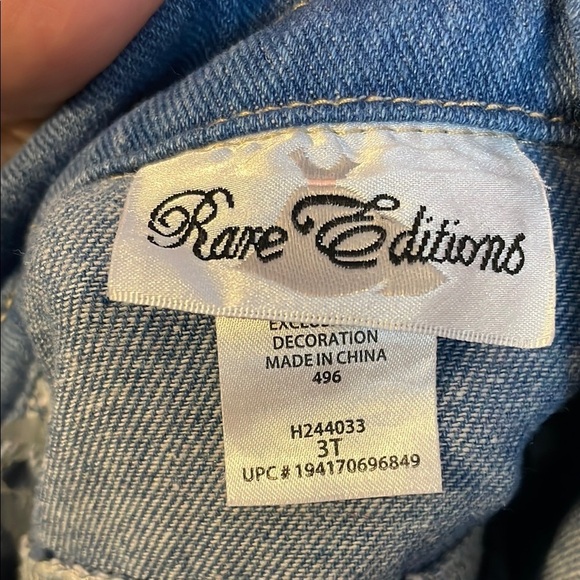 Rare Editions
DECORATION
MADE IN CHINA
496
H244033
3T
UPC # 194170696849